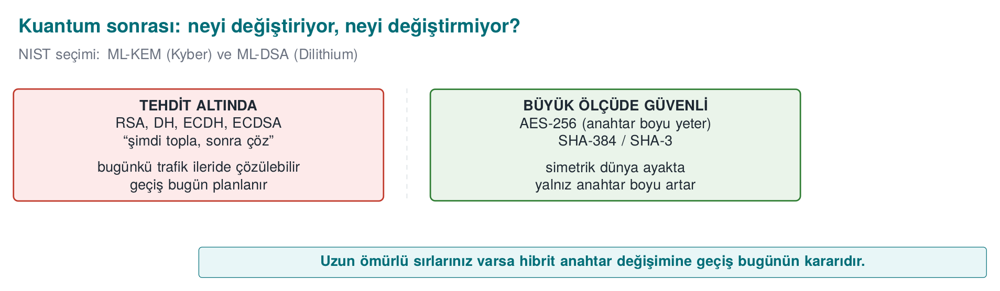 Kuantum sonrası: neyi değiştiriyor, neyi değiştirmiyor?
NIST seçimi: ML-KEM (Kyber) ve ML-DSA (Dilithium)
TEHDİT ALTINDA
RSA, DH, ECDH, ECDSA
“şimdi topla, sonra çöz”
bugünkü trafik ileride çözülebilir
geçiş bugün planlanır
BÜYÜK ÖLÇÜDE GÜVENLİ
AES-256 (anahtar boyu yeter)
SHA-384 / SHA-3
simetrik dünya ayakta
yalnız anahtar boyu artar
Uzun ömürlü sırlarınız varsa hibrit anahtar değişimine geçiş bugünün kararıdır.